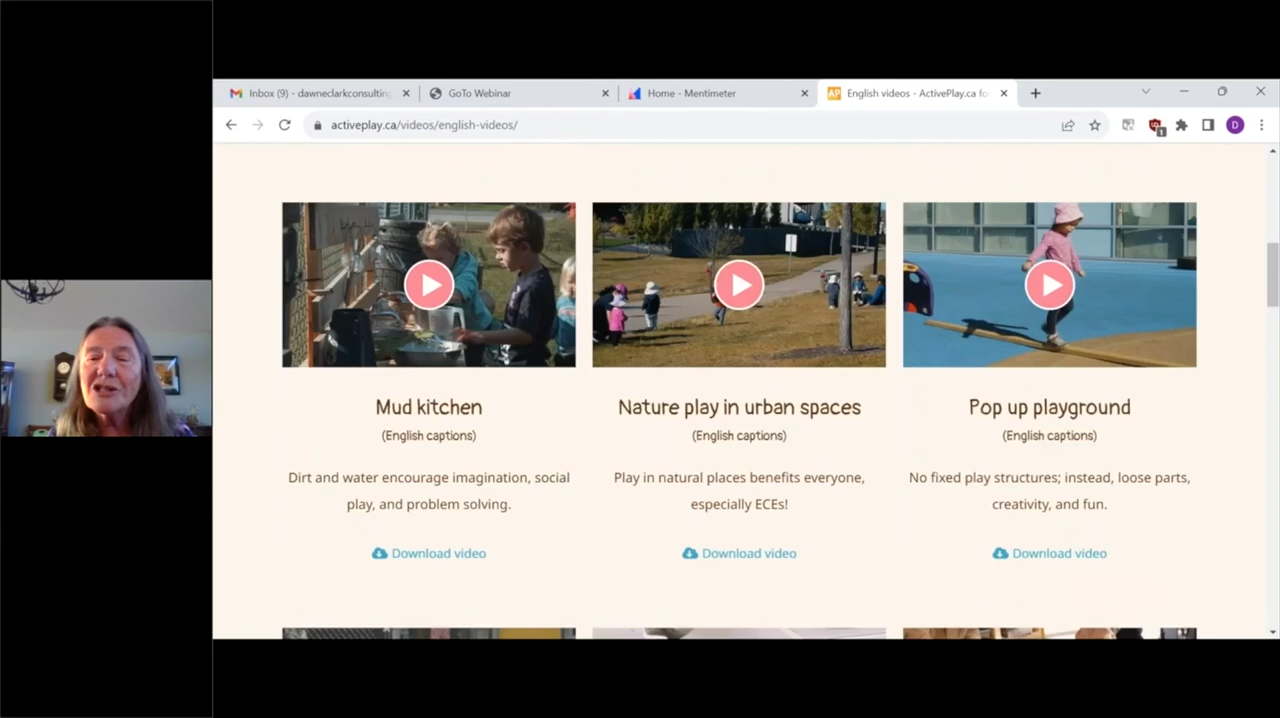 Inbox (9) - dawneclarkconsulting
GoTo Webinar
Home - Mentimeter
English videos - ActivePlay.ca fo
activeplay.ca/videos/english-videos/
1
D
Mud kitchen
(English captions)
Dirt and water encourage imagination, social
play, and problem solving.
Download video
Nature play in urban spaces
(English captions)
Play in natural places benefits everyone,
especially ECEs!
Download video
Pop up playground
(English captions)
No fixed play structures; instead, loose parts,
creativity, and fun.
Download video